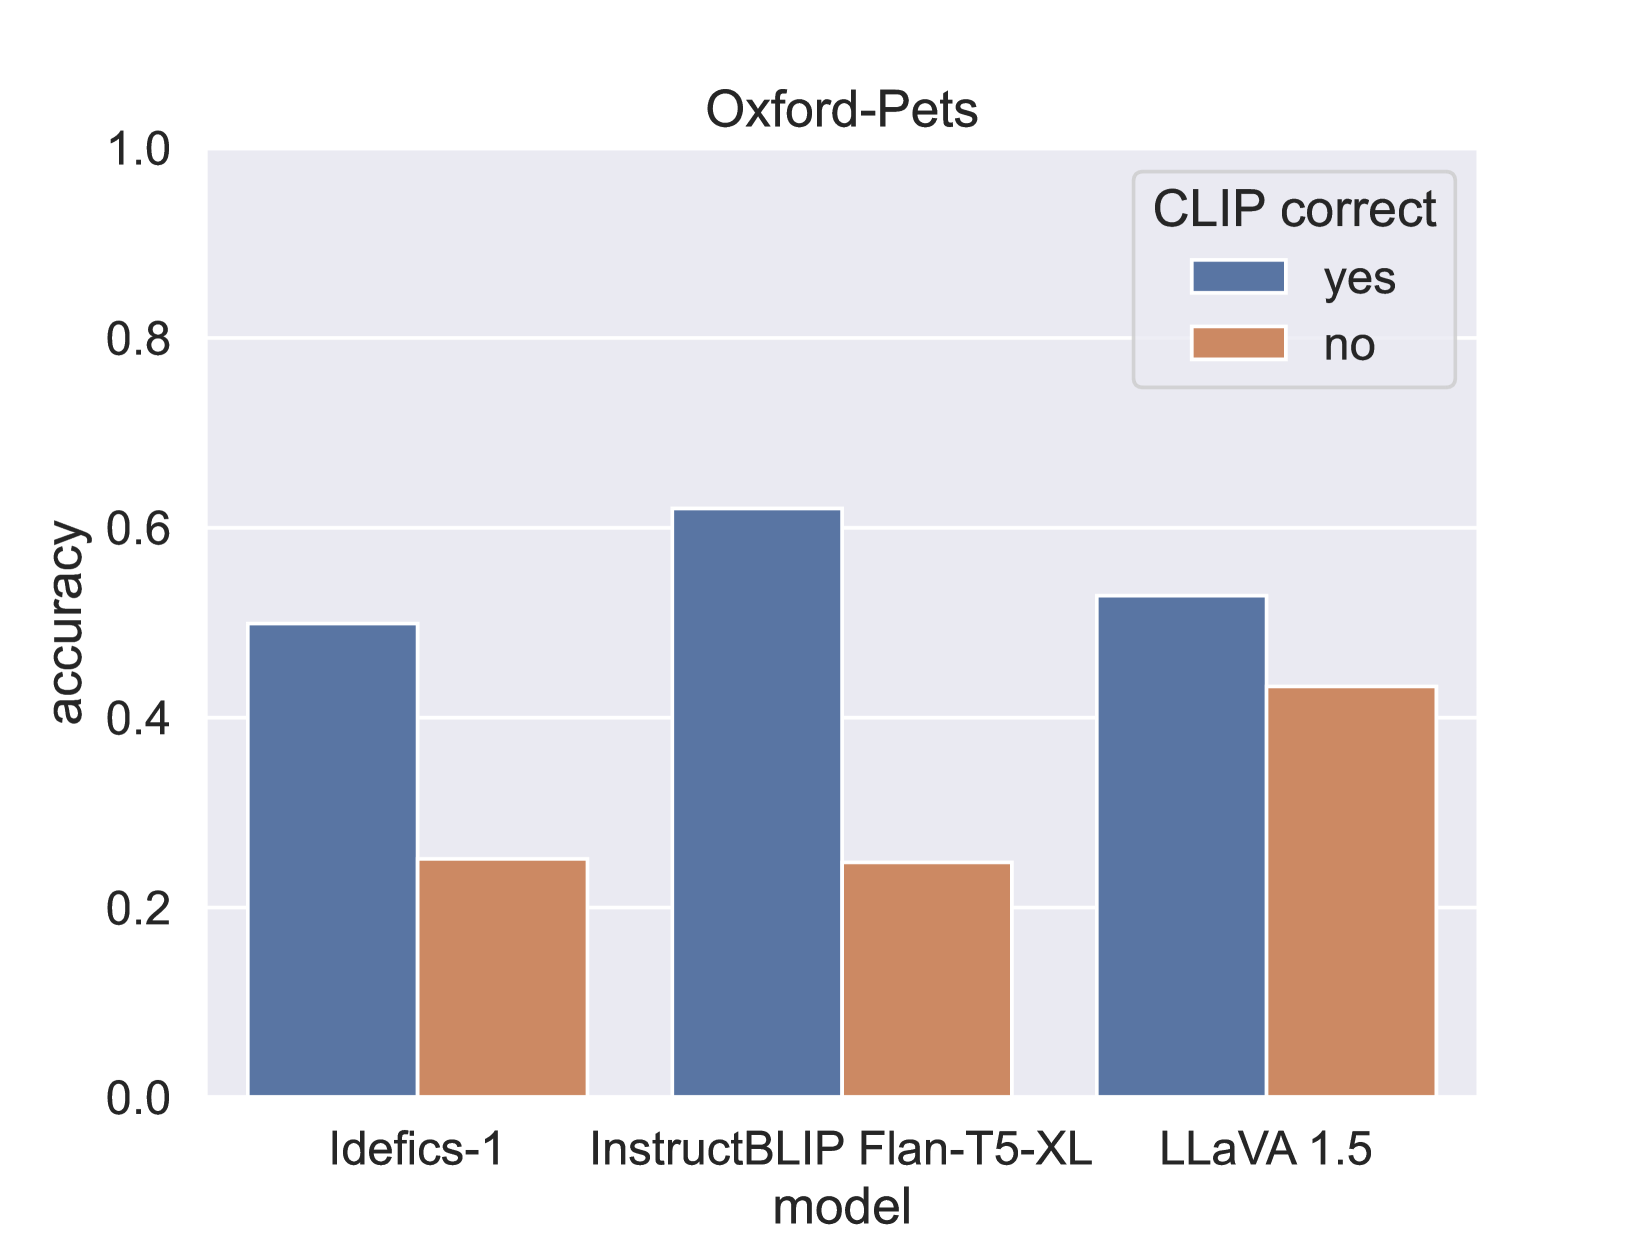 Oxford-Pets
1.0
0.8
0.6
0.4
0.2
0.0
accuracy
CLIP correct
yes
no
Idefics-1
InstructBLIP Flan-T5-XL
LLaVA 1.5
model